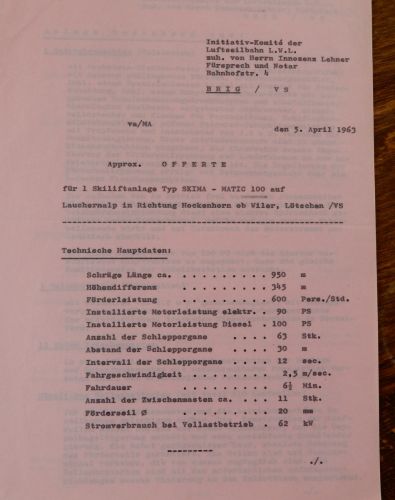 Initiativ-Komité der
Luftseilbahn L.W.L.
zuh. von Herrn Innozenz Lehner
Fürsprech und Notar
Bahnhofstr. 4
B R I G / V S
va/MA
den 5. April 1963
Approx. O F F E R T E
für 1 Skiliftanlage Typ SKIMA - MATIC 100 auf
Lauchernalp in Richtung Hockenhorn ob Wiler, Lötschen /VS
Technische Hauptdaten:
Schräge Länge ca. . . . . . . . . . 950 m
Höhendifferenz . . . . . . . . . . 345 m
Förderleistung . . . . . . . . . . 600 Pers./Std.
Installierte Motorleistung elektr. . 90 PS
Installierte Motorleistung Diesel . 100 PS
Anzahl der Schleppergane . . . . 63 Stk.
Abstand der Schlepporgane . . . . 30 m
Intervall der Schlepporgane . . . . 12 sec.
Fahrgeschwindigkeit . . . . . . . 2,5 m/sec.
Fahrdauer . . . . . . . 6½ Min.
Anzahl der Zwischenmasten ca. . . . 11 Stk.
Förderseil Ø . . . . . . . . 20 mm
Stromverbrauch bei Vollastbetrieb . 62 kW
---------
./.